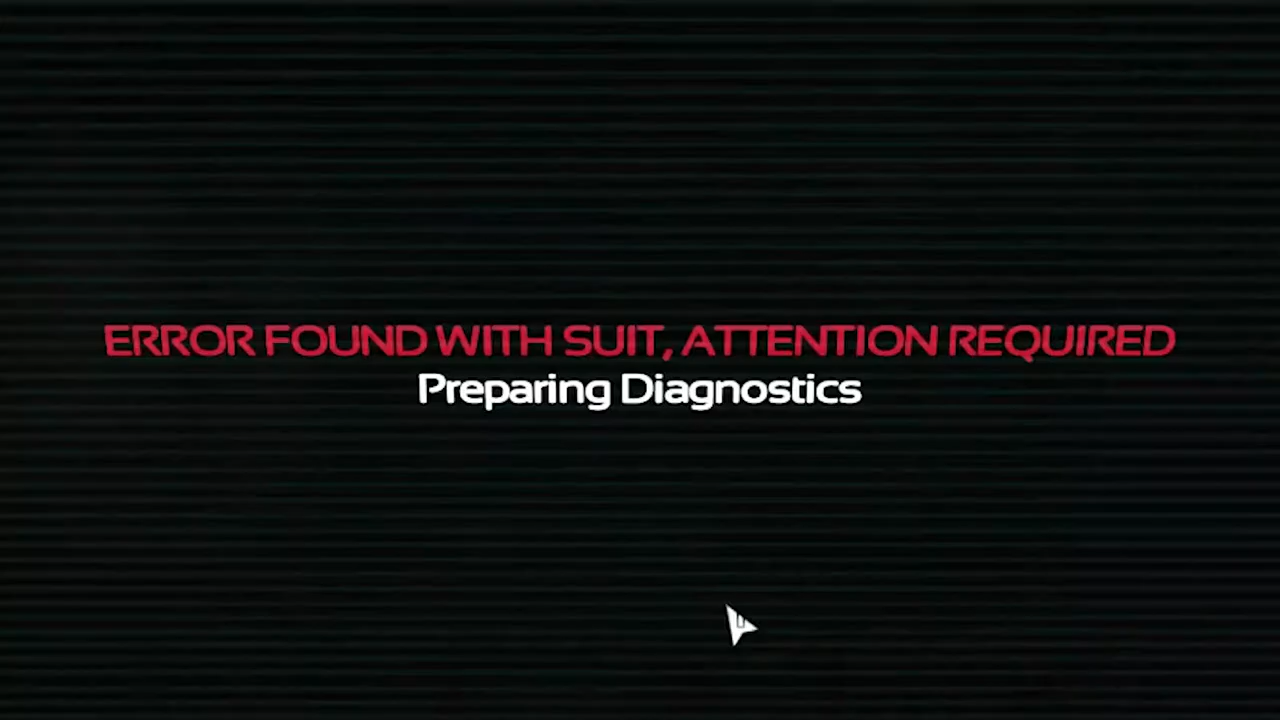 ERROR FOUND WITH SUIT, ATTENTION REQUIRED
Preparing Diagnostics